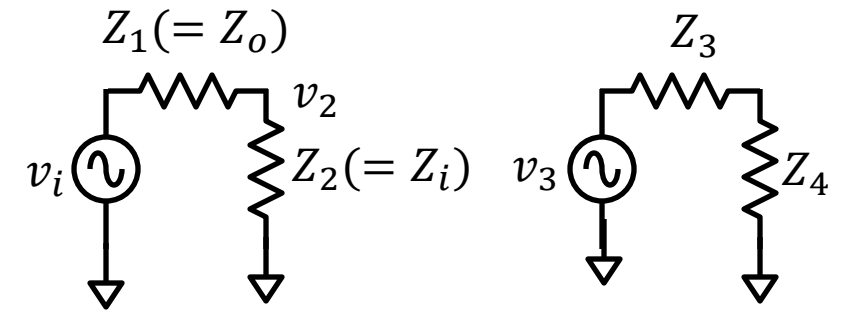 Z₁(= Zₒ)
Z₃
v₂
vᵢ
Z₂(= Zᵢ)
v₃
Z₄